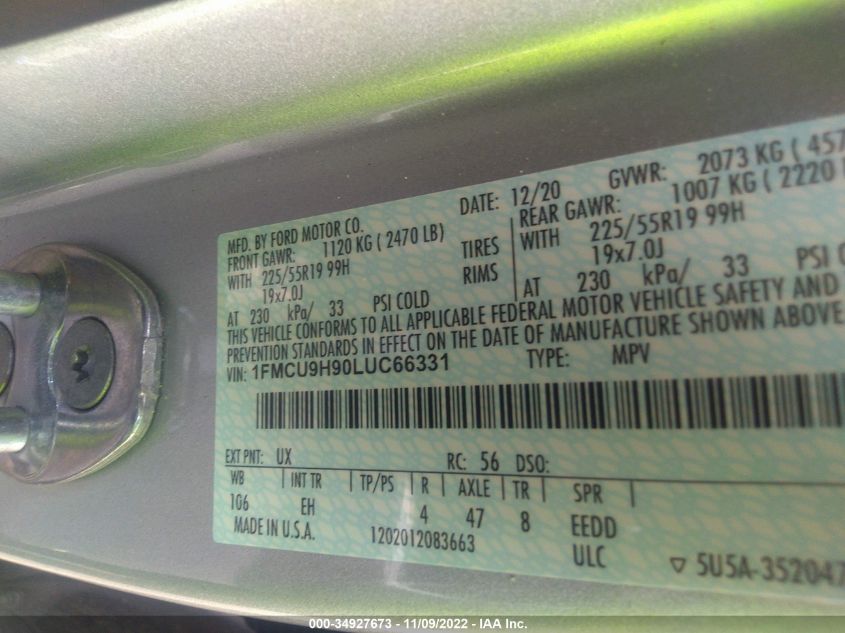 MFD. BY FORD MOTOR CO. DATE: 12/20 GVWR: 2073 KG ( 457
FRONT GAWR: 1120 KG ( 2470 LB) REAR GAWR: 1007 KG ( 2220
WITH 225/55R19 99H TIRES WITH 225/55R19 99H
19x7.0J RIMS 19x7.0J
AT 230 kPa/ 33 PSI COLD AT 230 kPa/ 33 PSI CO
THIS VEHICLE CONFORMS TO ALL APPLICABLE FEDERAL MOTOR VEHICLE SAFETY AND
PREVENTION STANDARDS IN EFFECT ON THE DATE OF MANUFACTURE SHOWN ABOVE.
VIN: 1FMCU9H90LUC66331 TYPE: MPV
EXT PNT: UX RC: 56 DSO:
WB INT TR TP/PS R AXLE TR SPR
106 EH 4 47 8 EEDD
MADE IN U.S.A. 1202012083663 ULC
5U5A-352047
000-34927673 - 11/09/2022 - IAA Inc.